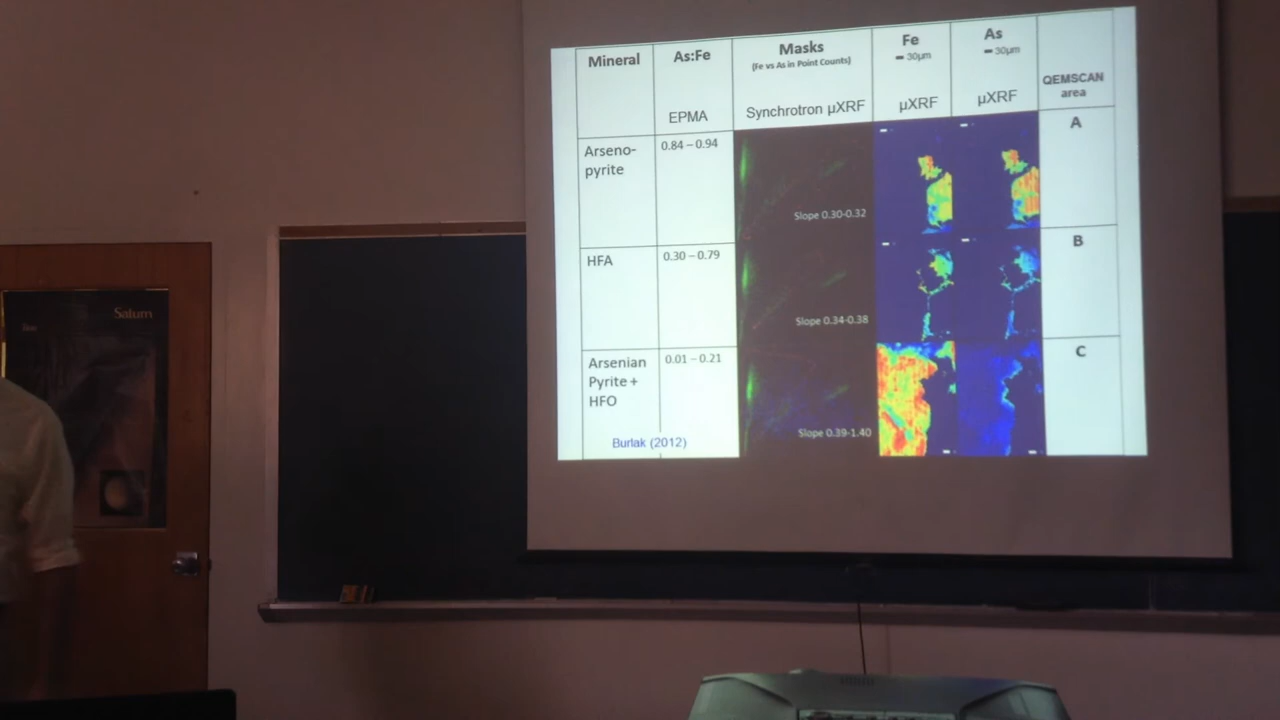 Mineral
As:Fe
EPMA
Masks
(Fe vs As in Point Counts)
Synchrotron µXRF
Fe
30µm
µXRF
As
30µm
µXRF
QEMSCAN
area
Arseno-
pyrite
0.84 – 0.94
Slope 0.30-0.32
A
HFA
0.30 – 0.79
Slope 0.34-0.38
B
Arsenian
Pyrite +
HFO
0.01 – 0.21
Slope 0.39-1.40
C
Burlak (2012)
Saturn